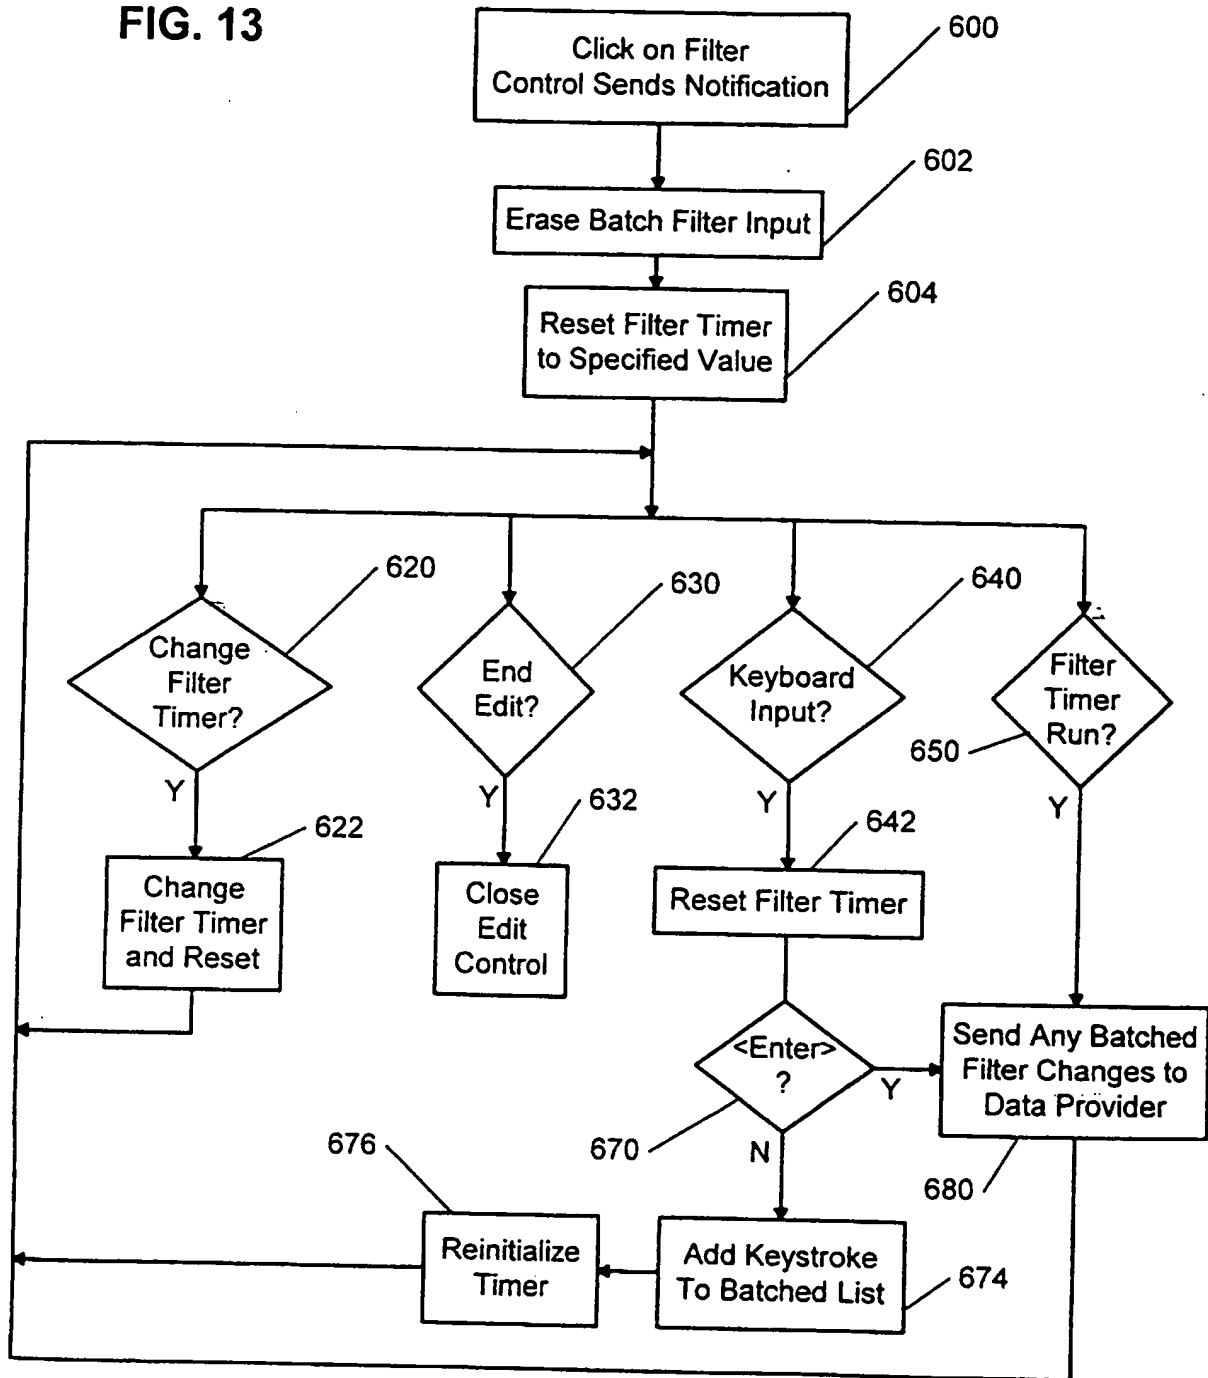 FIG. 13
Click on Filter
Control Sends Notification
600
602
Erase Batch Filter Input
604
Reset Filter Timer
to Specified Value
620
Change
Filter
Timer?
630
End
Edit?
640
Keyboard
Input?
Filter
Timer
Run?
650
Y
Y
Y
Y
622
Change
Filter Timer
and Reset
632
Close
Edit
Control
642
Reset Filter Timer
<Enter>
?
670
Y
N
Send Any Batched
Filter Changes to
Data Provider
680
676
Reinitialize
Timer
Add Keystroke
To Batched List
674